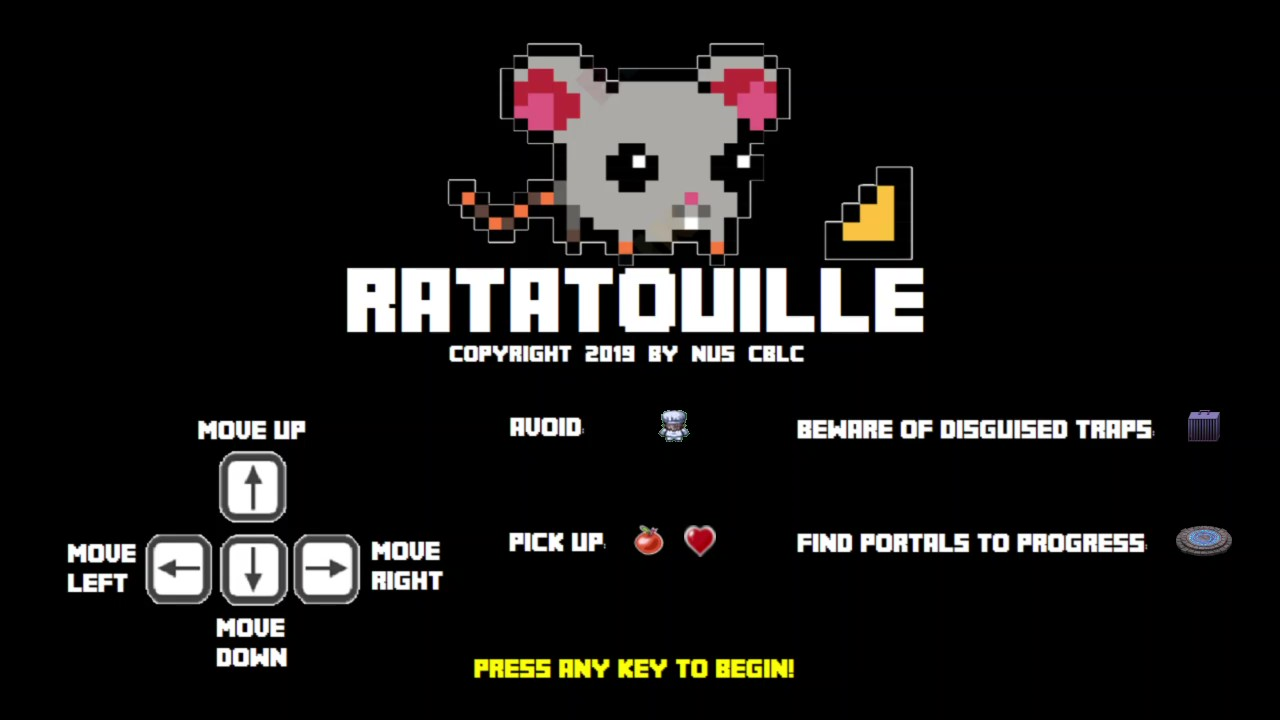 RATATOUILLE
COPYRIGHT 2019 BY NUS CBLC
MOVE UP
MOVE LEFT
MOVE RIGHT
MOVE DOWN
AVOID:
PICK UP:
BEWARE OF DISGUISED TRAPS:
FIND PORTALS TO PROGRESS:
PRESS ANY KEY TO BEGIN!